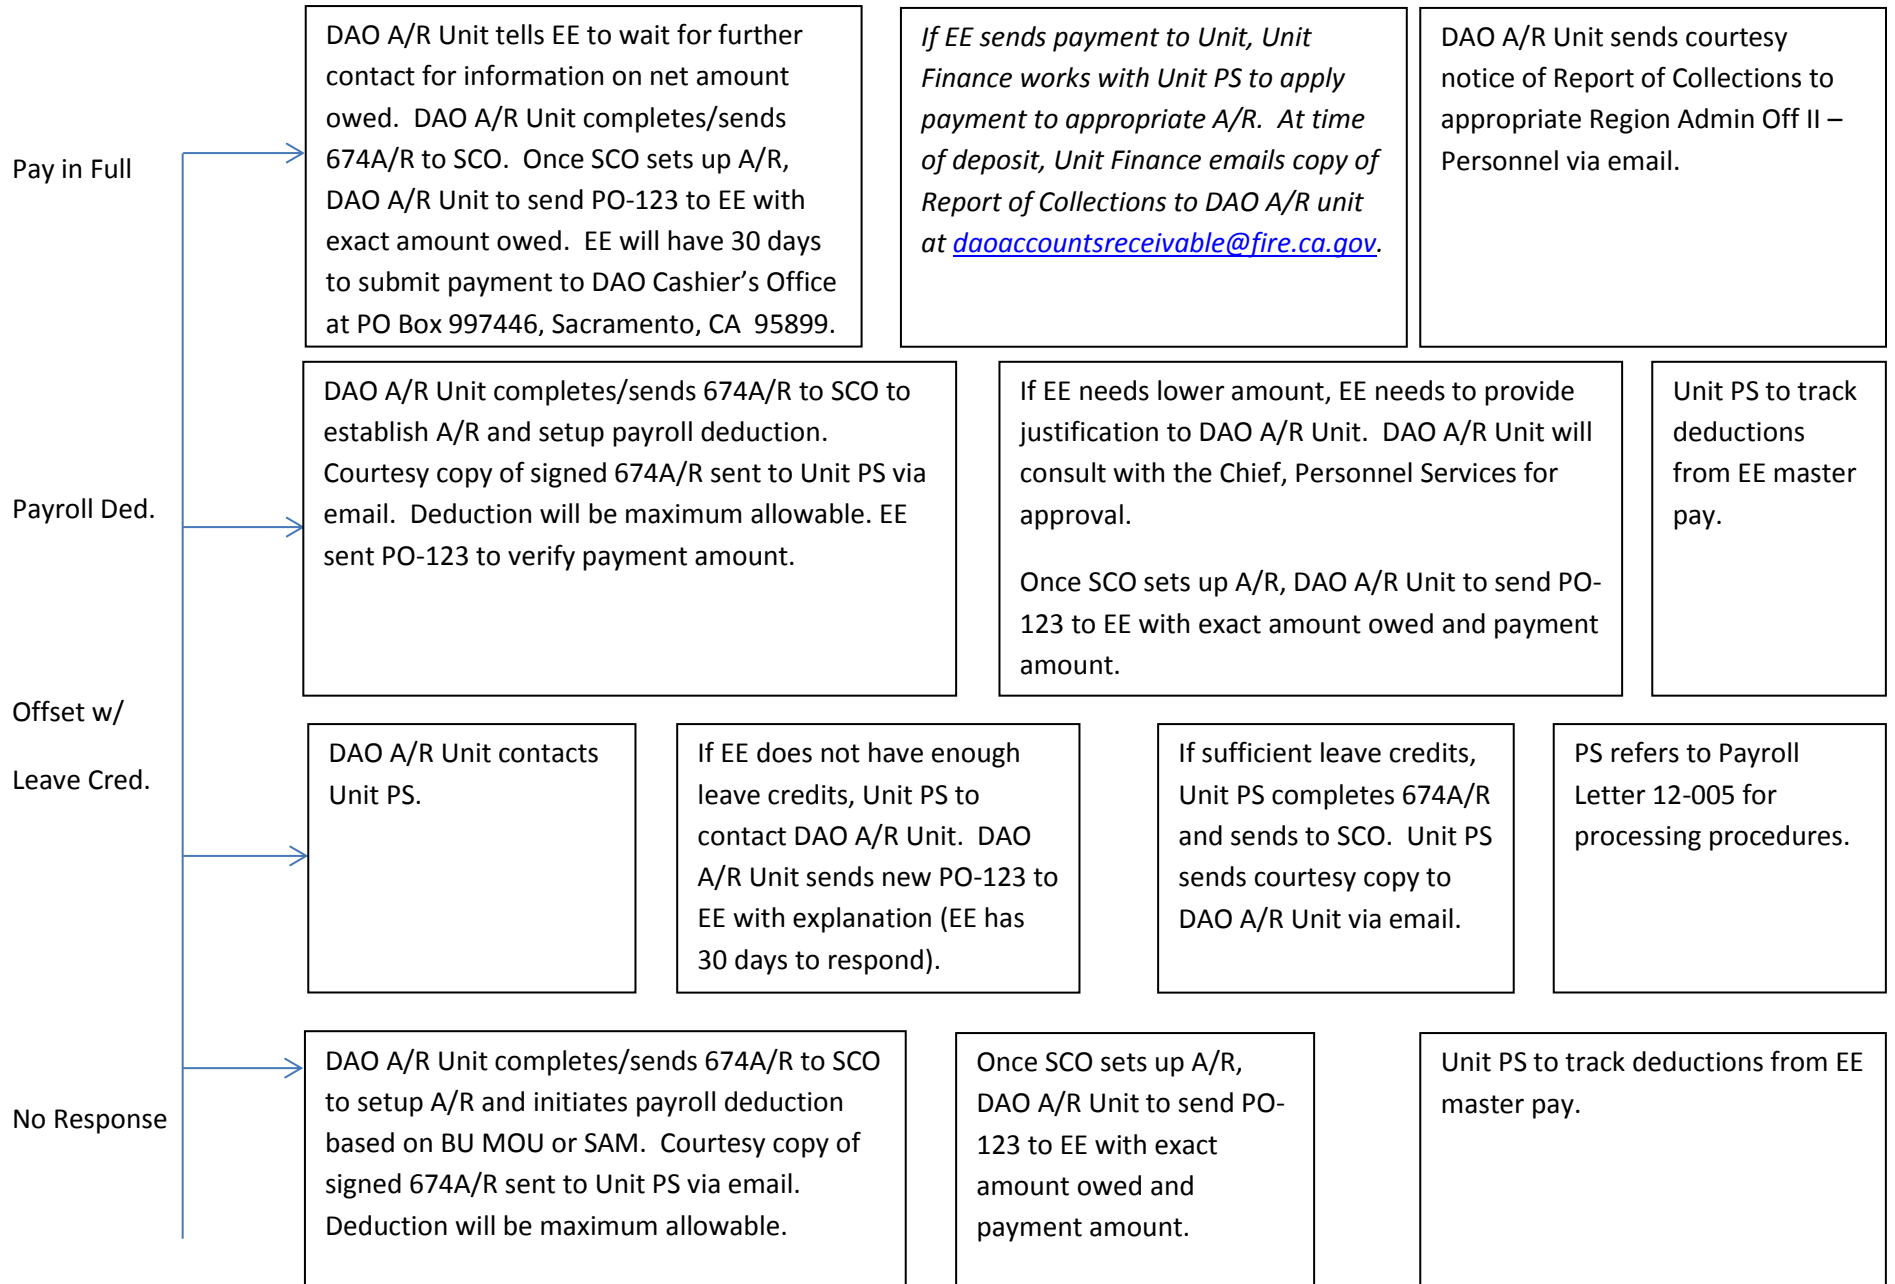 Pay in Full
DAO A/R Unit tells EE to wait for further
contact for information on net amount
owed.  DAO A/R Unit completes/sends
674A/R to SCO.  Once SCO sets up A/R,
DAO A/R Unit to send PO-123 to EE with
exact amount owed.  EE will have 30 days
to submit payment to DAO Cashier’s Office
at PO Box 997446, Sacramento, CA  95899.
If EE sends payment to Unit, Unit
Finance works with Unit PS to apply
payment to appropriate A/R.  At time
of deposit, Unit Finance emails copy of
Report of Collections to DAO A/R unit
at daoaccountsreceivable@fire.ca.gov.
DAO A/R Unit sends courtesy
notice of Report of Collections to
appropriate Region Admin Off II –
Personnel via email.
Payroll Ded.
DAO A/R Unit completes/sends 674A/R to SCO to
establish A/R and setup payroll deduction.
Courtesy copy of signed 674A/R sent to Unit PS via
email.  Deduction will be maximum allowable. EE
sent PO-123 to verify payment amount.
If EE needs lower amount, EE needs to provide
justification to DAO A/R Unit.  DAO A/R Unit will
consult with the Chief, Personnel Services for
approval.
Once SCO sets up A/R, DAO A/R Unit to send PO-
123 to EE with exact amount owed and payment
amount.
Unit PS to track
deductions
from EE master
pay.
Offset w/
Leave Cred.
DAO A/R Unit contacts
Unit PS.
If EE does not have enough
leave credits, Unit PS to
contact DAO A/R Unit.  DAO
A/R Unit sends new PO-123 to
EE with explanation (EE has
30 days to respond).
If sufficient leave credits,
Unit PS completes 674A/R
and sends to SCO.  Unit PS
sends courtesy copy to
DAO A/R Unit via email.
PS refers to Payroll
Letter 12-005 for
processing procedures.
No Response
DAO A/R Unit completes/sends 674A/R to SCO
to setup A/R and initiates payroll deduction
based on BU MOU or SAM.  Courtesy copy of
signed 674A/R sent to Unit PS via email.
Deduction will be maximum allowable.
Once SCO sets up A/R,
DAO A/R Unit to send PO-
123 to EE with exact
amount owed and
payment amount.
Unit PS to track deductions from EE
master pay.